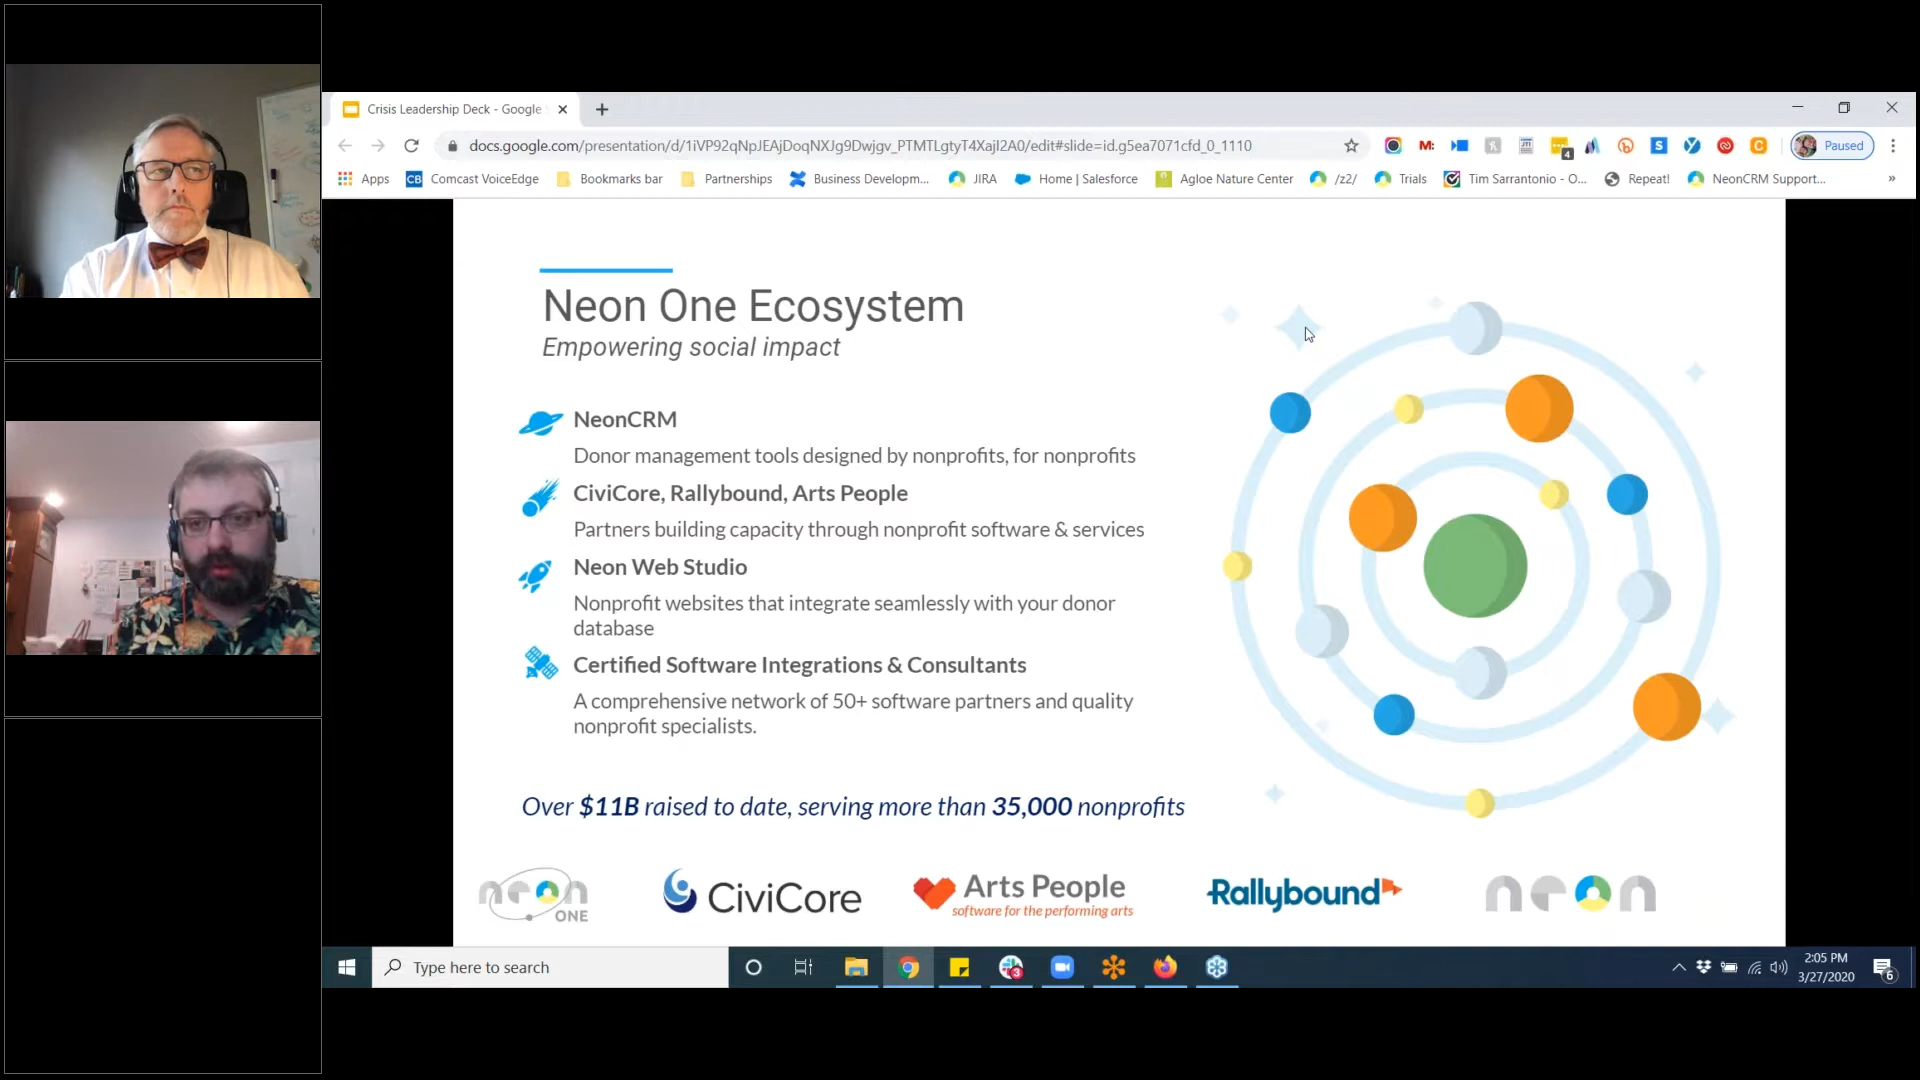 Crisis Leadership Deck - Google
docs.google.com/presentation/d/1iVP92qNpJEAjDoqNXJg9Dwjgv_PTMTLgtyT4XajI2A0/edit#slide=id.g5ea7071cfd_0_1110
Paused
Apps
CB Comcast VoiceEdge
Bookmarks bar
Partnerships
Business Developm...
JIRA
Home | Salesforce
Agloe Nature Center
/z2/
Trials
Tim Sarrantonio - O...
Repeat!
NeonCRM Support...
Neon One Ecosystem
Empowering social impact
NeonCRM
Donor management tools designed by nonprofits, for nonprofits
CiviCore, Rallybound, Arts People
Partners building capacity through nonprofit software & services
Neon Web Studio
Nonprofit websites that integrate seamlessly with your donor
database
Certified Software Integrations & Consultants
A comprehensive network of 50+ software partners and quality
nonprofit specialists.
Over $11B raised to date, serving more than 35,000 nonprofits
neon ONE
CiviCore
Arts People
software for the performing arts
Rallybound
neon
Type here to search
3
2:05 PM
3/27/2020
6